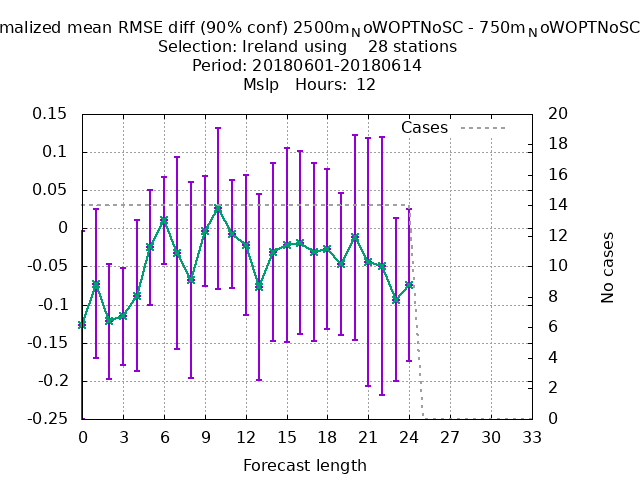 malized mean RMSE diff (90% conf) 2500mNoWOPTNoSC - 750mNoWOPTNoSC
Selection: Ireland using 28 stations
Period: 20180601-20180614
Mslp Hours: 12
Cases
0.15
0.1
0.05
0
-0.05
-0.1
-0.15
-0.2
-0.25
20
18
16
14
12
10
8
6
4
2
0
No cases
0 3 6 9 12 15 18 21 24 27 30 33
Forecast length